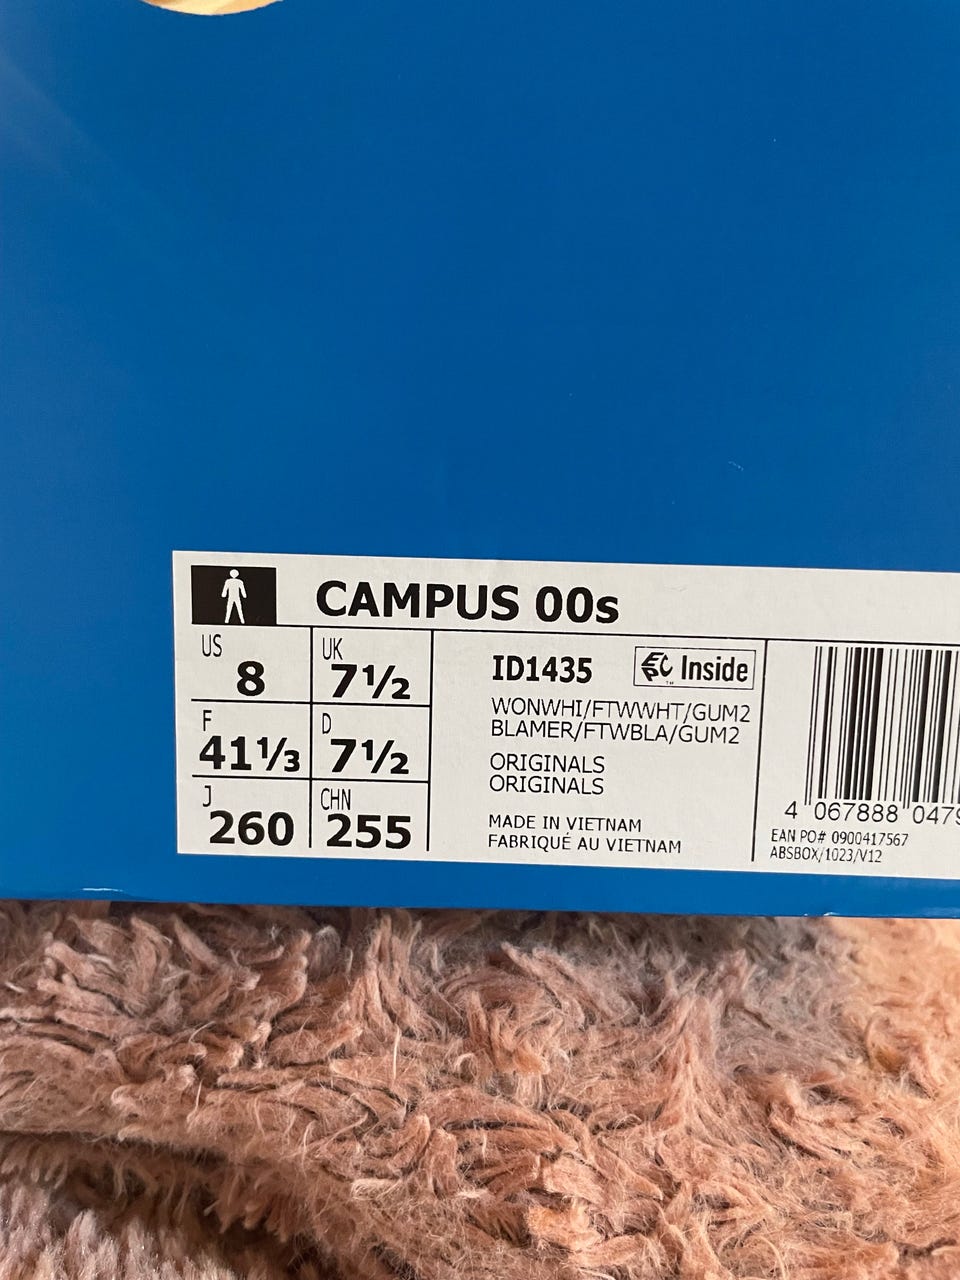 CAMPUS 00s
US 8
UK 7½
F 41⅓
D 7½
J 260
CHN 255
ID1435
EPC Inside™
WONWHI/FTWWHT/GUM2
BLAMER/FTWBLA/GUM2
ORIGINALS
ORIGINALS
MADE IN VIETNAM
FABRIQUÉ AU VIETNAM
4 067888 0479
EAN PO# 0900417567
ABSBOX/1023/V12